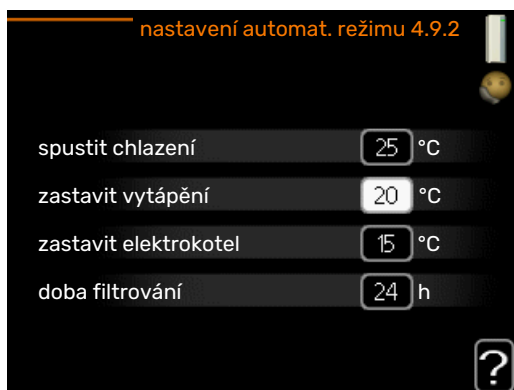 nastavení automat. režimu 4.9.2
spustit chlazení 25 °C
zastavit vytápění 20 °C
zastavit elektrokotel 15 °C
doba filtrování 24 h
?